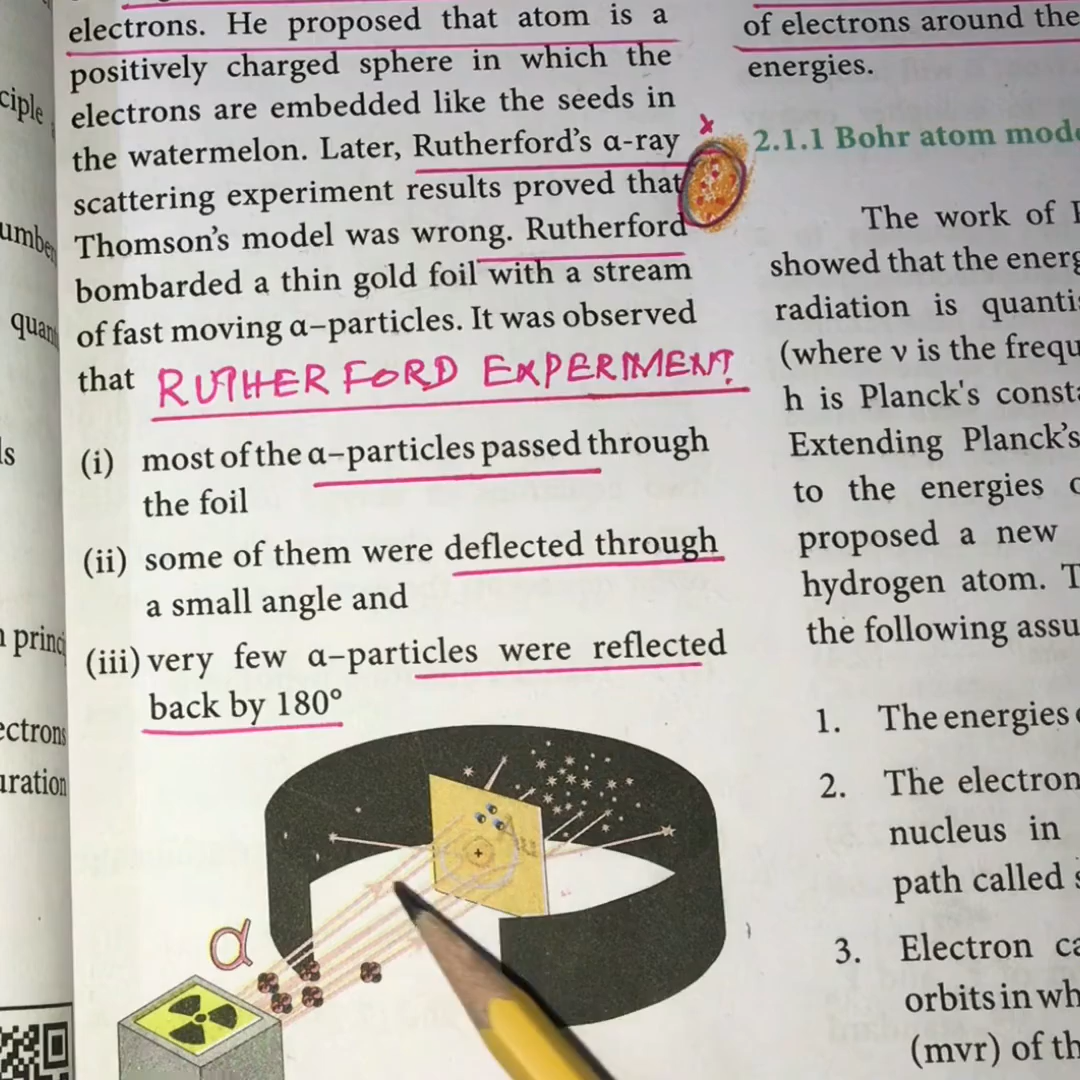 electrons. He proposed that atom is a
positively charged sphere in which the
electrons are embedded like the seeds in
the watermelon. Later, Rutherford's α-ray
scattering experiment results proved that
Thomson's model was wrong. Rutherford
bombarded a thin gold foil with a stream
of fast moving α–particles. It was observed
that RUTHER FORD EXPERIMENT
(i) most of the α–particles passed through
the foil
(ii) some of them were deflected through
a small angle and
(iii) very few α–particles were reflected
back by 180°
Au
+
α
of electrons around the
energies.
2.1.1 Bohr atom mod
The work of
showed that the energ
radiation is quanti
(where ν is the frequ
h is Planck's const
Extending Planck's
to the energies
proposed a new
hydrogen atom. T
the following assu
1. The energies
2. The electron
nucleus in
path called s
3. Electron ca
orbits in wh
(mvr) of th
ciple
umber
quant
ls
princ
ectrons
uration